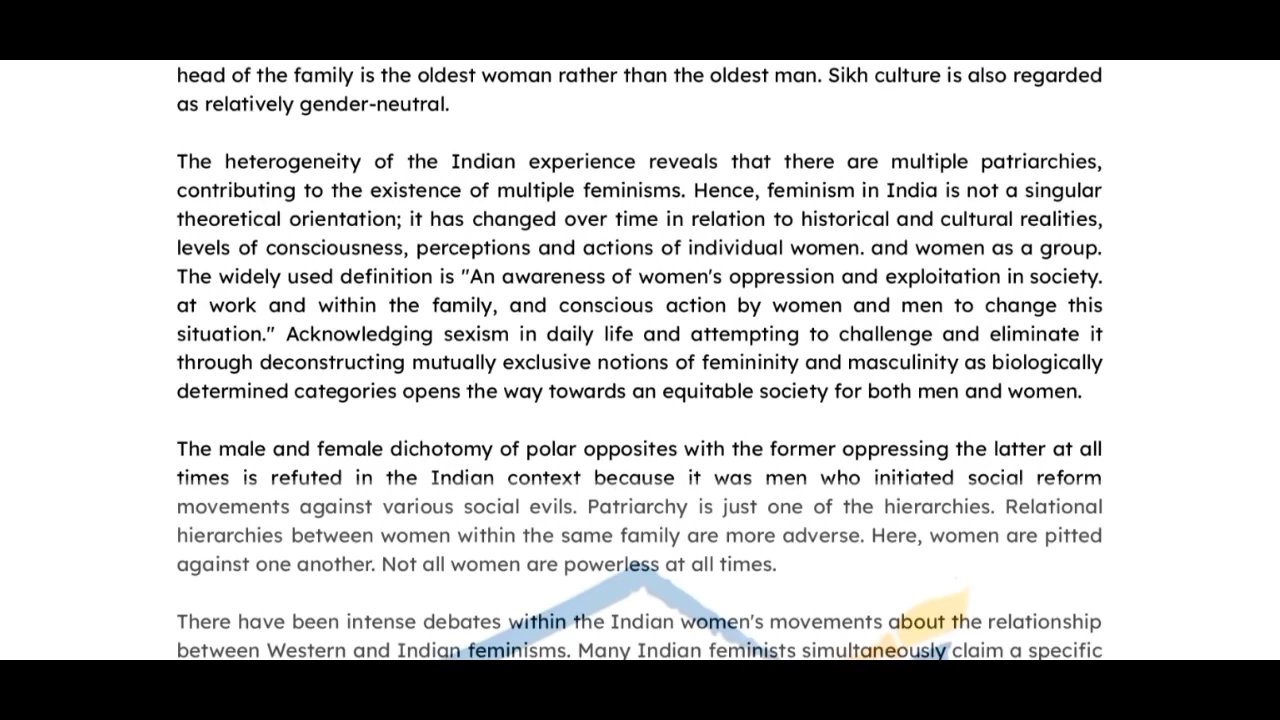 head of the family is the oldest woman rather than the oldest man. Sikh culture is also regarded
as relatively gender-neutral.
The heterogeneity of the Indian experience reveals that there are multiple patriarchies,
contributing to the existence of multiple feminisms. Hence, feminism in India is not a singular
theoretical orientation; it has changed over time in relation to historical and cultural realities,
levels of consciousness, perceptions and actions of individual women. and women as a group.
The widely used definition is "An awareness of women's oppression and exploitation in society.
at work and within the family, and conscious action by women and men to change this
situation." Acknowledging sexism in daily life and attempting to challenge and eliminate it
through deconstructing mutually exclusive notions of femininity and masculinity as biologically
determined categories opens the way towards an equitable society for both men and women.
The male and female dichotomy of polar opposites with the former oppressing the latter at all
times is refuted in the Indian context because it was men who initiated social reform
movements against various social evils. Patriarchy is just one of the hierarchies. Relational
hierarchies between women within the same family are more adverse. Here, women are pitted
against one another. Not all women are powerless at all times.
There have been intense debates within the Indian women's movements about the relationship
between Western and Indian feminisms. Many Indian feminists simultaneously claim a specific